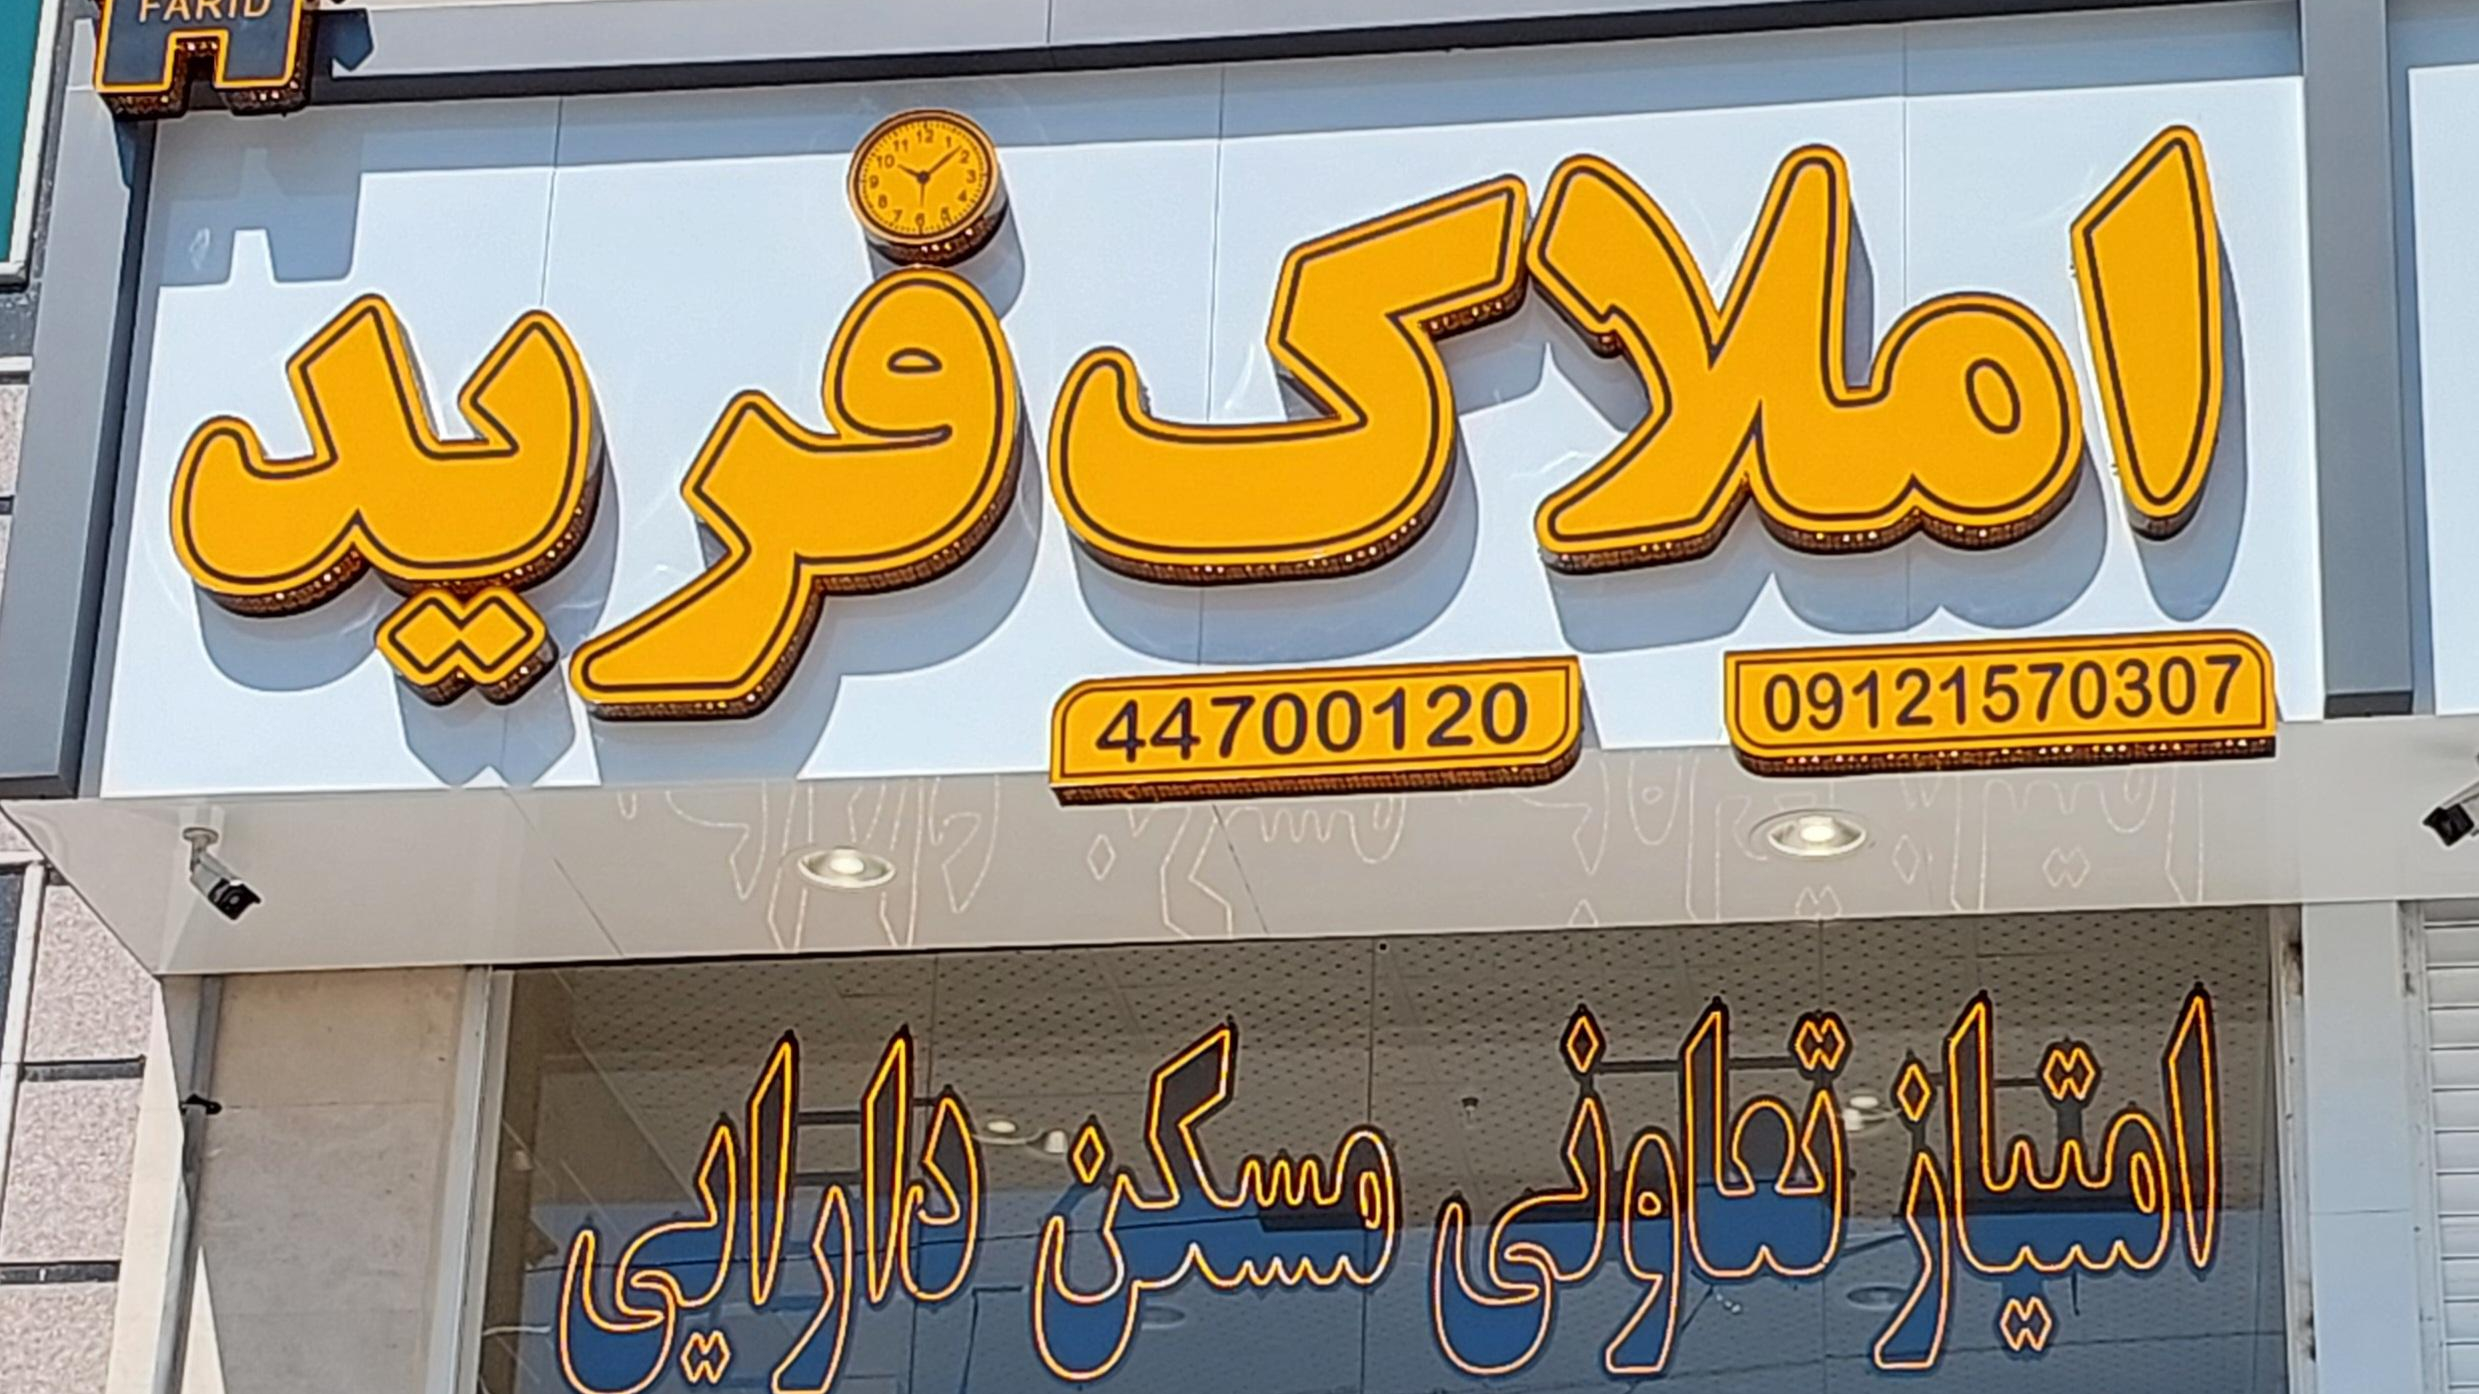 FARID
املاک فرید
09121570307 44700120
امتیاز تعاونی مسکن دارایی